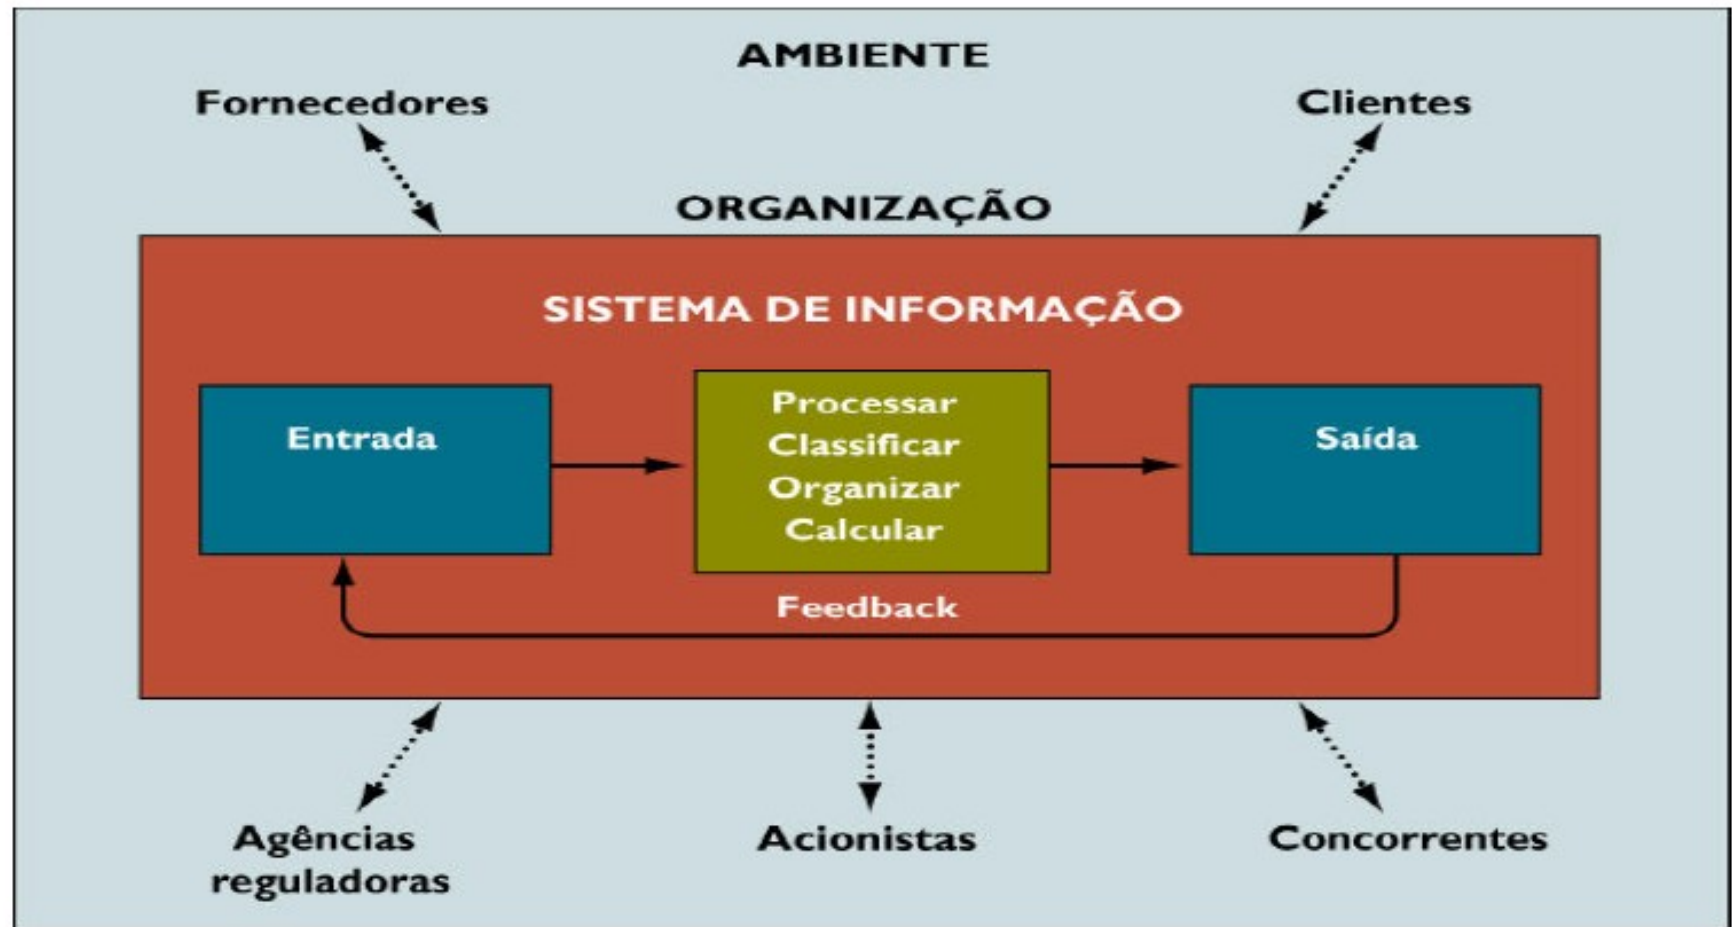 AMBIENTE
Fornecedores
Clientes
ORGANIZAÇÃO
SISTEMA DE INFORMAÇÃO
Entrada
Processar
Classificar
Organizar
Calcular
Saída
Feedback
Agências
reguladoras
Acionistas
Concorrentes